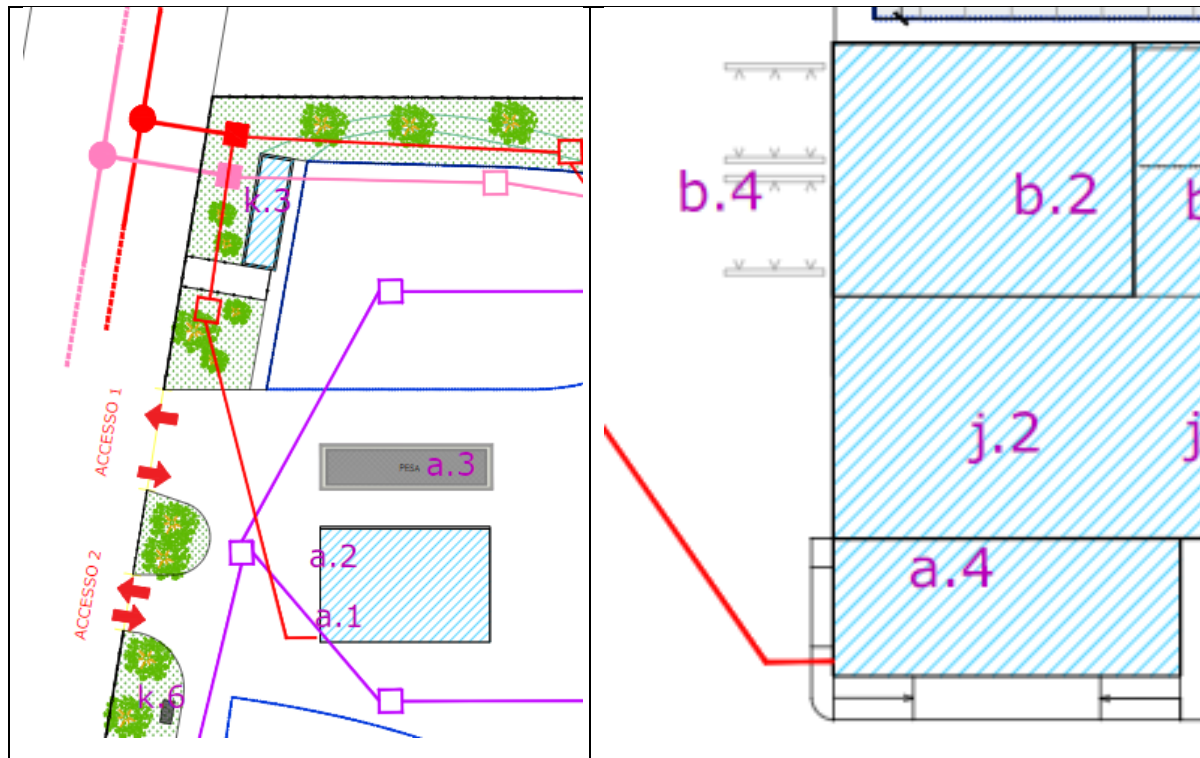 k.3
ACCESSO 1
PESA
a.3
a.2
a.1
ACCESSO 2
k.6
b.4
b.2
b
j.2
j
a.4